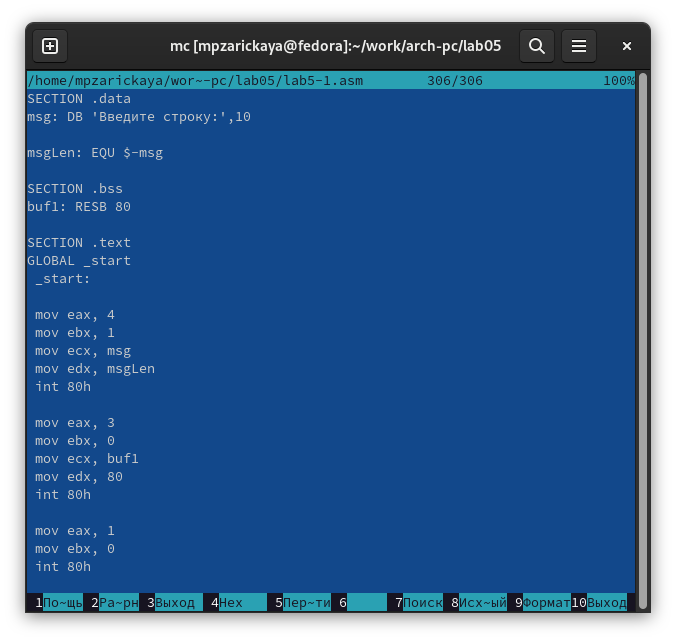 mc [mpzarickaya@fedora]:~/work/arch-pc/lab05
/home/mpzarickaya/wor~-pc/lab05/lab5-1.asm 306/306 100%
SECTION .data
msg: DB 'Введите строку:',10
msgLen: EQU $-msg
SECTION .bss
buf1: RESB 80
SECTION .text
GLOBAL _start
_start:
mov eax, 4
mov ebx, 1
mov ecx, msg
mov edx, msgLen
int 80h
mov eax, 3
mov ebx, 0
mov ecx, buf1
mov edx, 80
int 80h
mov eax, 1
mov ebx, 0
int 80h
1По~щь 2Ра~рн 3Выход 4Hex 5Пер~ти 6 7Поиск 8Исх~ый 9Формат 10Выход